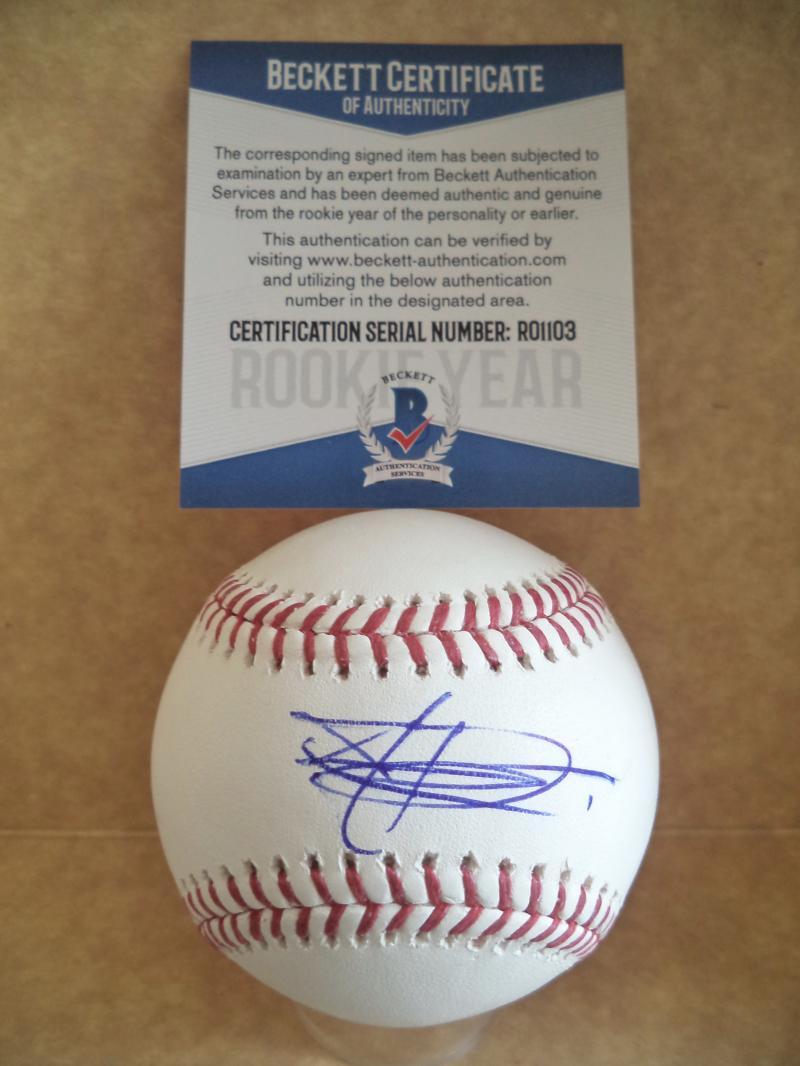 BECKETT CERTIFICATE
OF AUTHENTICITY
The corresponding signed item has been subjected to
examination by an expert from Beckett Authentication
Services and has been deemed authentic and genuine
from the rookie year of the personality or earlier.
This authentication can be verified by
visiting www.beckett-authentication.com
and utilizing the below authentication
number in the designated area.
CERTIFICATION SERIAL NUMBER: R01103
ROOKIE YEAR
BECKETT
B
AUTHENTICATION
SERVICES